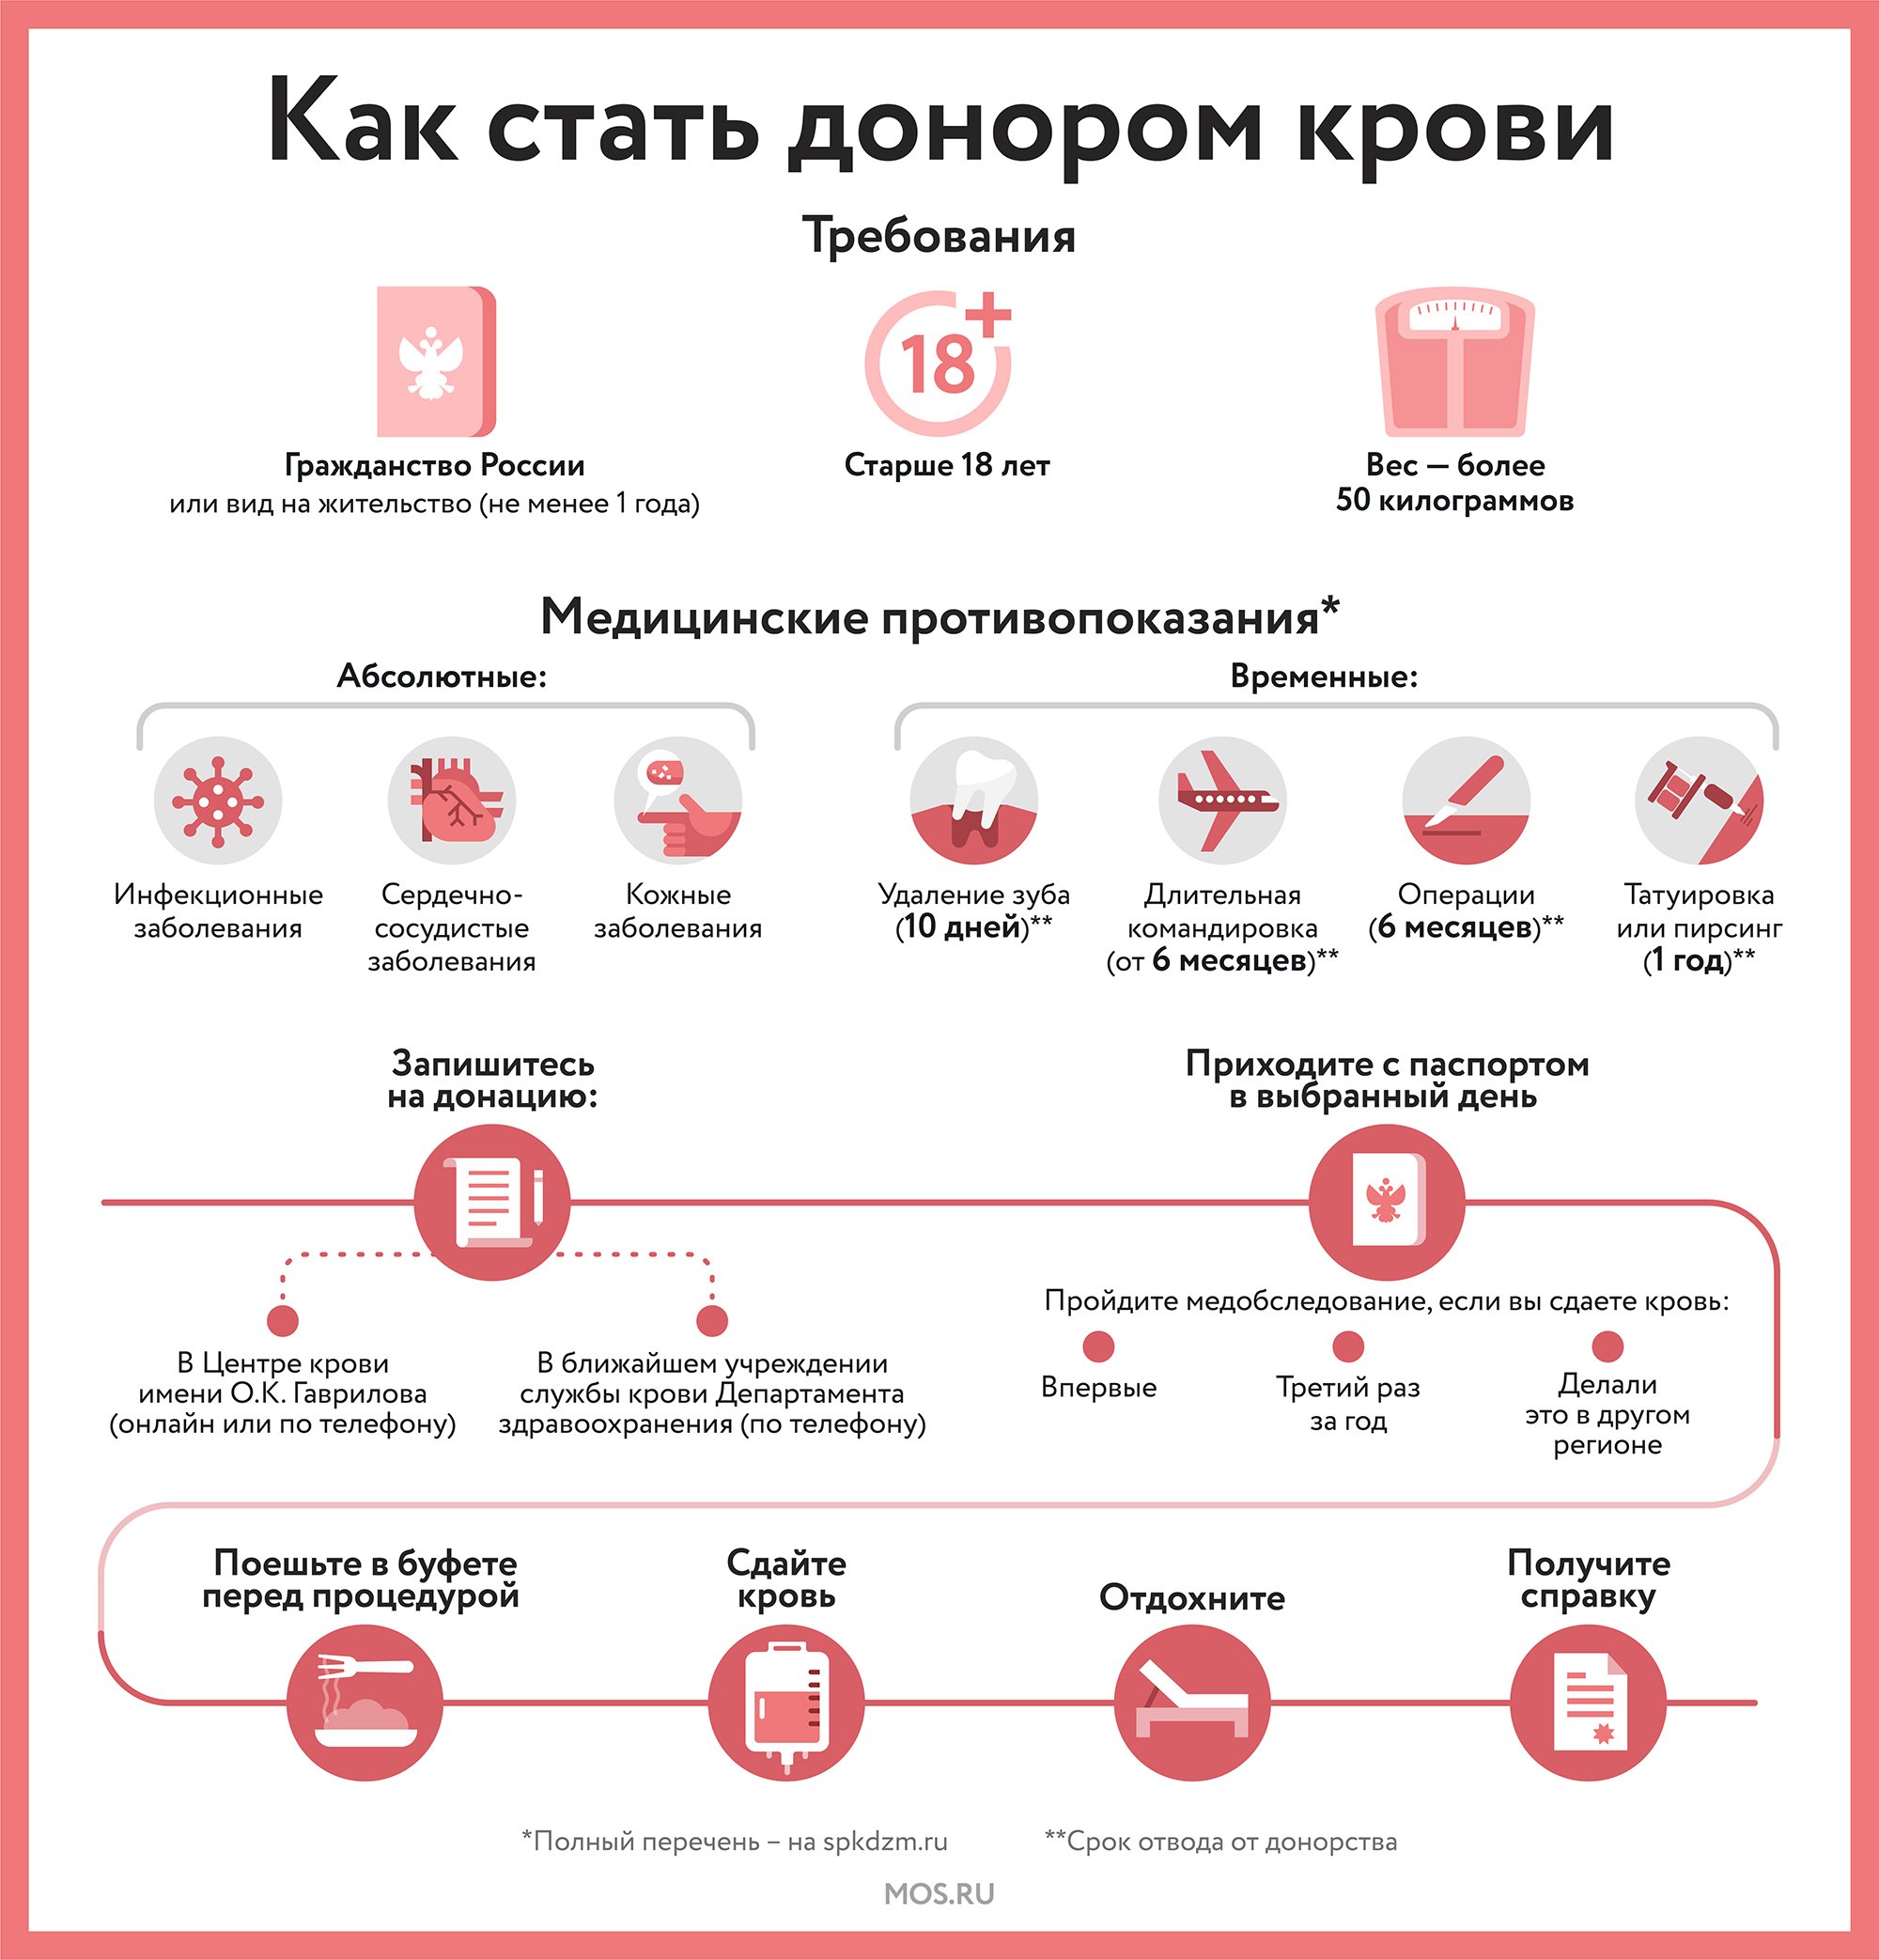 Как стать донором крови
Требования
18+
Гражданство России
или вид на жительство (не менее 1 года)
Старше 18 лет
Вес — более
50 килограммов
Медицинские противопоказания*
Абсолютные:
Инфекционные
заболевания
Сердечно-
сосудистые
заболевания
Кожные
заболевания
Временные:
Удаление зуба
(10 дней)**
Длительная
командировка
(от 6 месяцев)**
Операции
(6 месяцев)**
Татуировка
или пирсинг
(1 год)**
Запишитесь
на донацию:
В Центре крови
имени О.К. Гаврилова
(онлайн или по телефону)
В ближайшем учреждении
службы крови Департамента
здравоохранения (по телефону)
Приходите с паспортом
в выбранный день
Пройдите медобследование, если вы сдаете кровь:
Впервые
Третий раз
за год
Делали
это в другом
регионе
Поешьте в буфете
перед процедурой
Сдайте
кровь
Отдохните
Получите
справку
*Полный перечень – на spkdzm.ru
**Срок отвода от донорства
MOS.RU